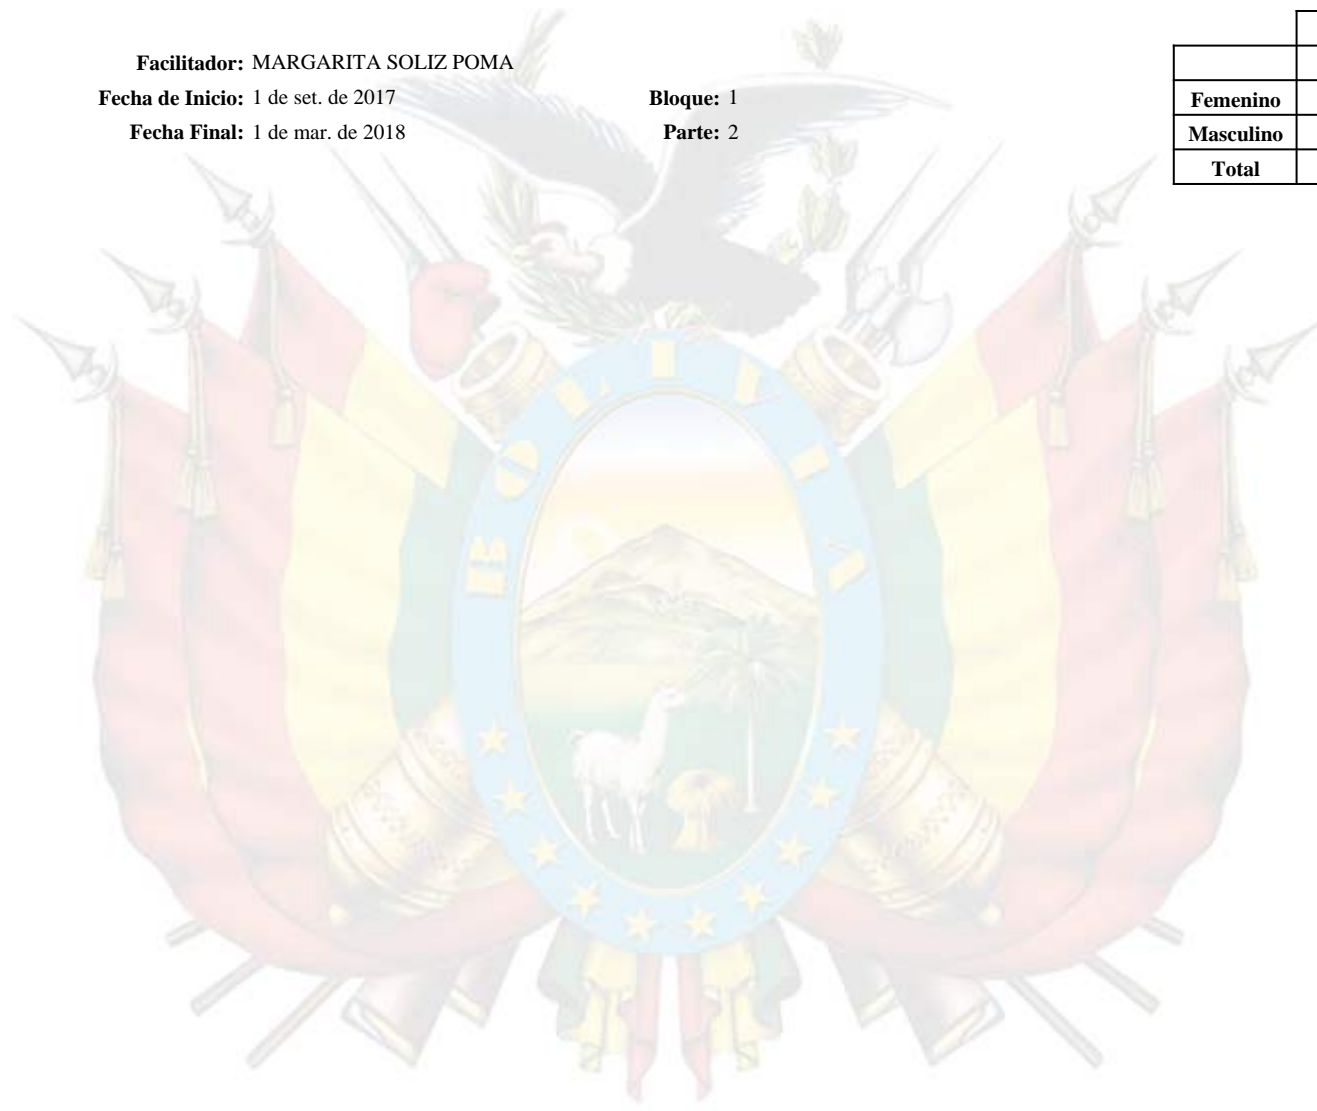 Facilitador: MARGARITA SOLIZ POMA
Fecha de Inicio: 1 de set. de 2017 Bloque: 1
Fecha Final: 1 de mar. de 2018 Parte: 2
Femenino
Masculino
Total
BOLIVIA